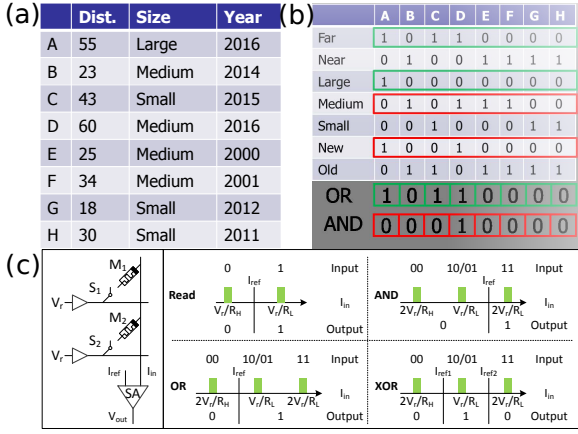 (a)
Dist. Size Year
A 55 Large 2016
B 23 Medium 2014
C 43 Small 2015
D 60 Medium 2016
E 25 Medium 2000
F 34 Medium 2001
G 18 Small 2012
H 30 Small 2011
(b)
A B C D E F G H
Far 1 0 1 1 0 0 0 0
Near 0 1 0 0 1 1 1 1
Large 1 0 0 0 0 0 0 0
Medium 0 1 0 1 1 1 0 0
Small 0 0 1 0 0 0 1 1
New 1 0 0 1 0 0 0 0
Old 0 1 1 0 1 1 1 1
OR 1 0 1 1 0 0 0 0
AND 0 0 0 1 0 0 0 0
(c)
M1
S1
Vr
M2
S2
Vr
Iref Iin
SA
Vout
0 1 Input
Iref
Read Iin
Vr/RH Vr/RL
0 1 Output
00 10/01 11 Input
Iref
AND Iin
2Vr/RH Vr/RL 2Vr/RL
0 1 Output
00 10/01 11 Input
Iref
OR Iin
2Vr/RH Vr/RL 2Vr/RL
0 1 Output
00 10/01 11 Input
Iref1 Iref2
XOR Iin
2Vr/RH Vr/RL 2Vr/RL
0 1 0 Output